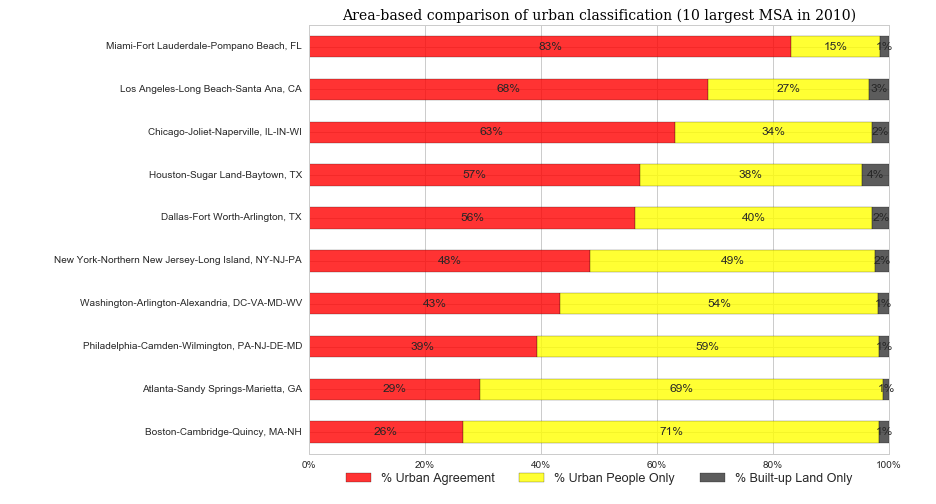 Area-based comparison of urban classification (10 largest MSA in 2010)
Miami-Fort Lauderdale-Pompano Beach, FL 83% 15% 1%
Los Angeles-Long Beach-Santa Ana, CA 68% 27% 3%
Chicago-Joliet-Naperville, IL-IN-WI 63% 34% 2%
Houston-Sugar Land-Baytown, TX 57% 38% 4%
Dallas-Fort Worth-Arlington, TX 56% 40% 2%
New York-Northern New Jersey-Long Island, NY-NJ-PA 48% 49% 2%
Washington-Arlington-Alexandria, DC-VA-MD-WV 43% 54% 1%
Philadelphia-Camden-Wilmington, PA-NJ-DE-MD 39% 59% 1%
Atlanta-Sandy Springs-Marietta, GA 29% 69% 1%
Boston-Cambridge-Quincy, MA-NH 26% 71% 1%
0% 20% 40% 60% 80% 100%
% Urban Agreement % Urban People Only % Built-up Land Only